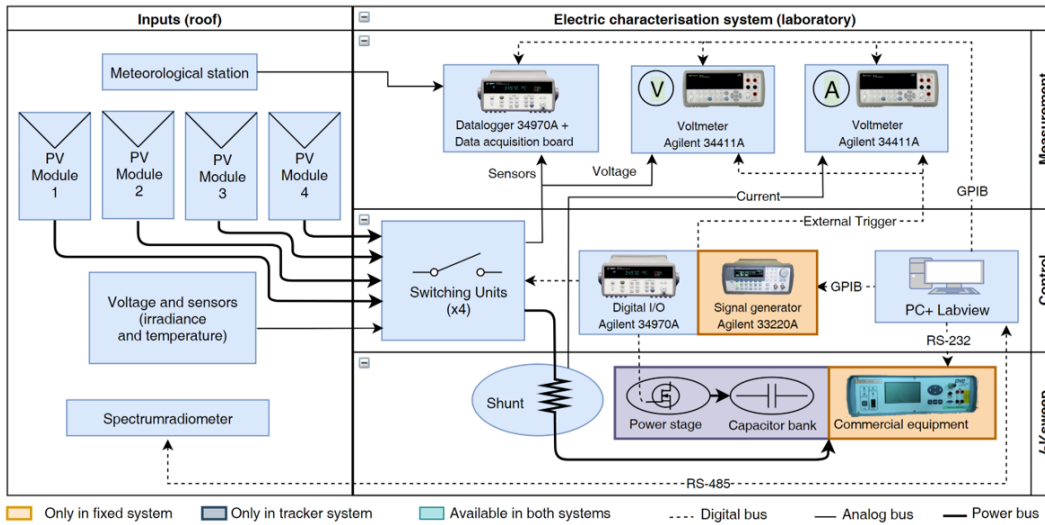 Inputs (roof)
Electric characterisation system (laboratory)
Meteorological station
PV
Module
1
PV
Module
2
PV
Module
3
PV
Module
4
Voltage and sensors
(irradiance
and temperature)
Spectrumradiometer
Datalogger 34970A +
Data acquisition board
V
Voltmeter
Agilent 34411A
A
Voltmeter
Agilent 34411A
Measurement
Sensors
Voltage
Current
GPIB
External Trigger
Switching Units
(x4)
Digital I/O
Agilent 34970A
Signal generator
Agilent 33220A
GPIB
PC+ Labview
Control
RS-232
Shunt
Power stage
Capacitor bank
Commercial equipment
RS-485
Only in fixed system
Only in tracker system
Available in both systems
Digital bus
Analog bus
Power bus